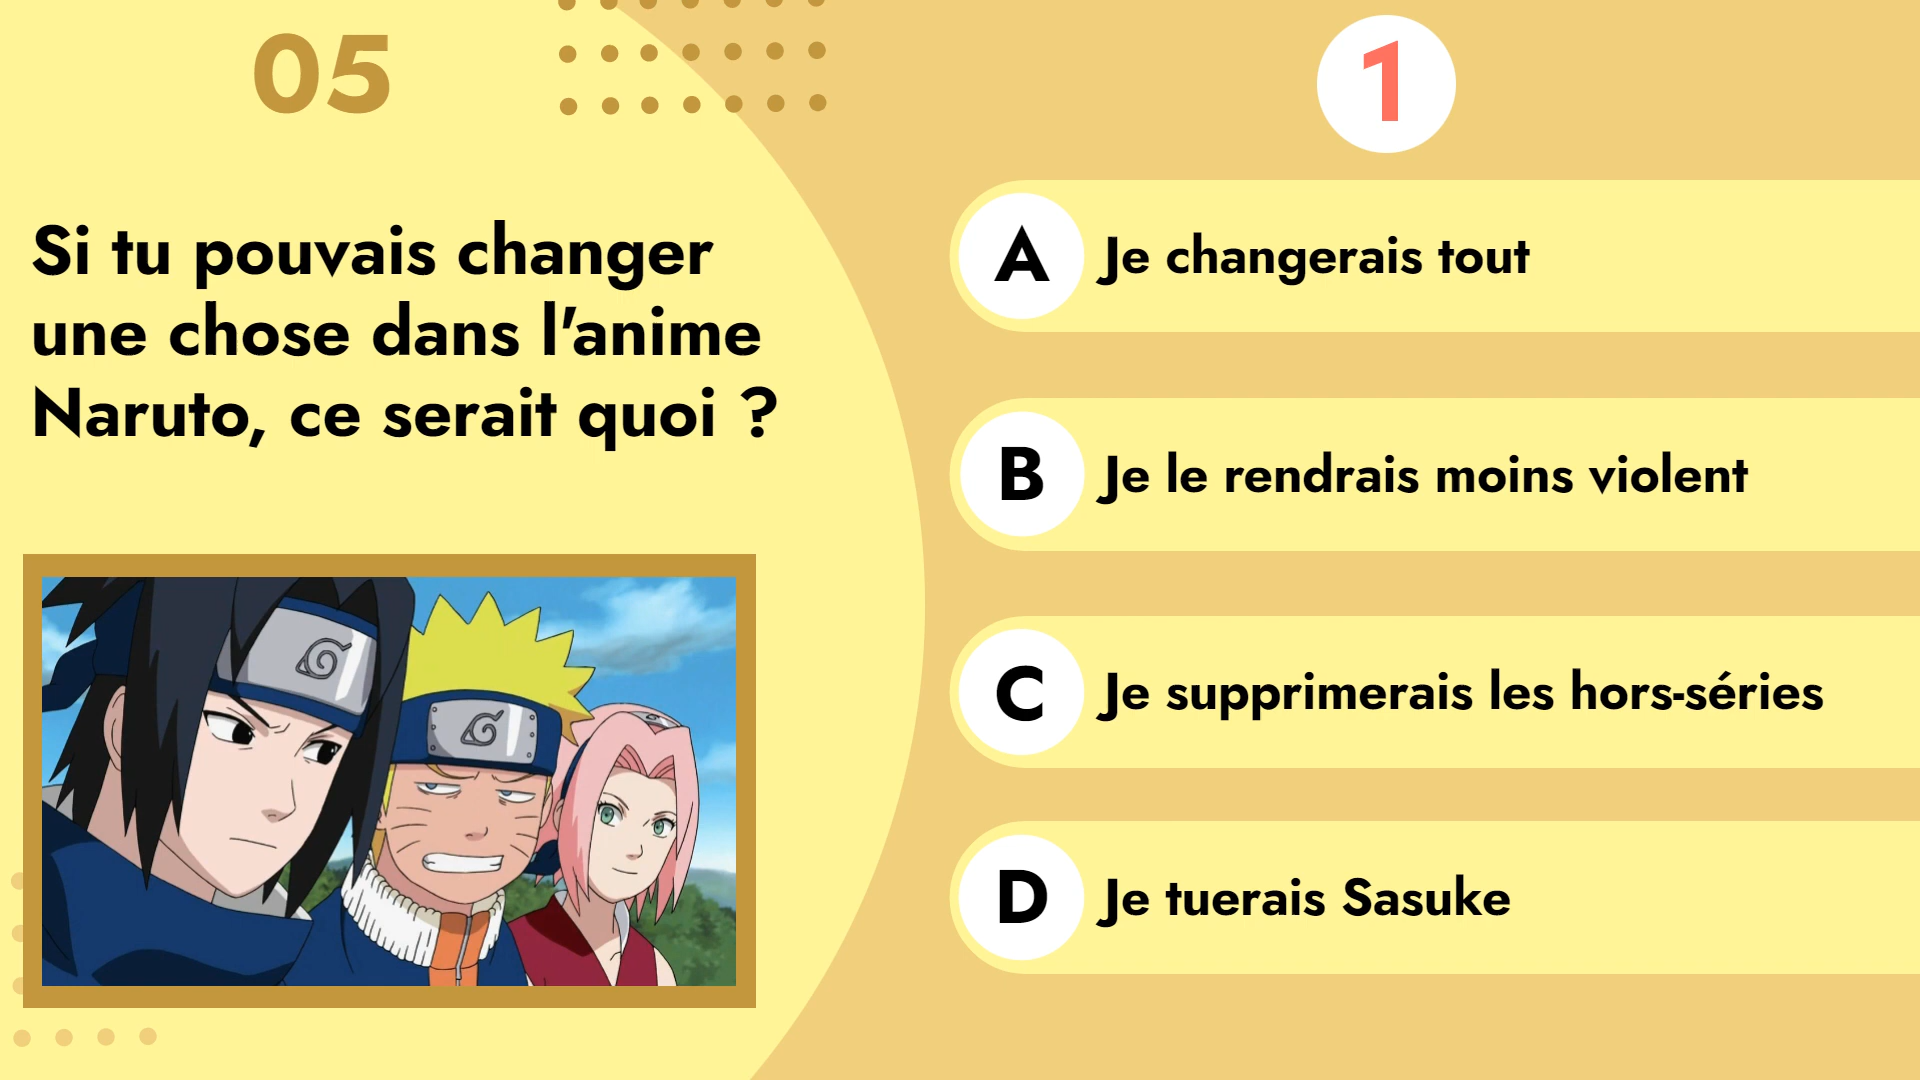 05
Si tu pouvais changer
une chose dans l'anime
Naruto, ce serait quoi ?
1
A Je changerais tout
B Je le rendrais moins violent
C Je supprimerais les hors-séries
D Je tuerais Sasuke